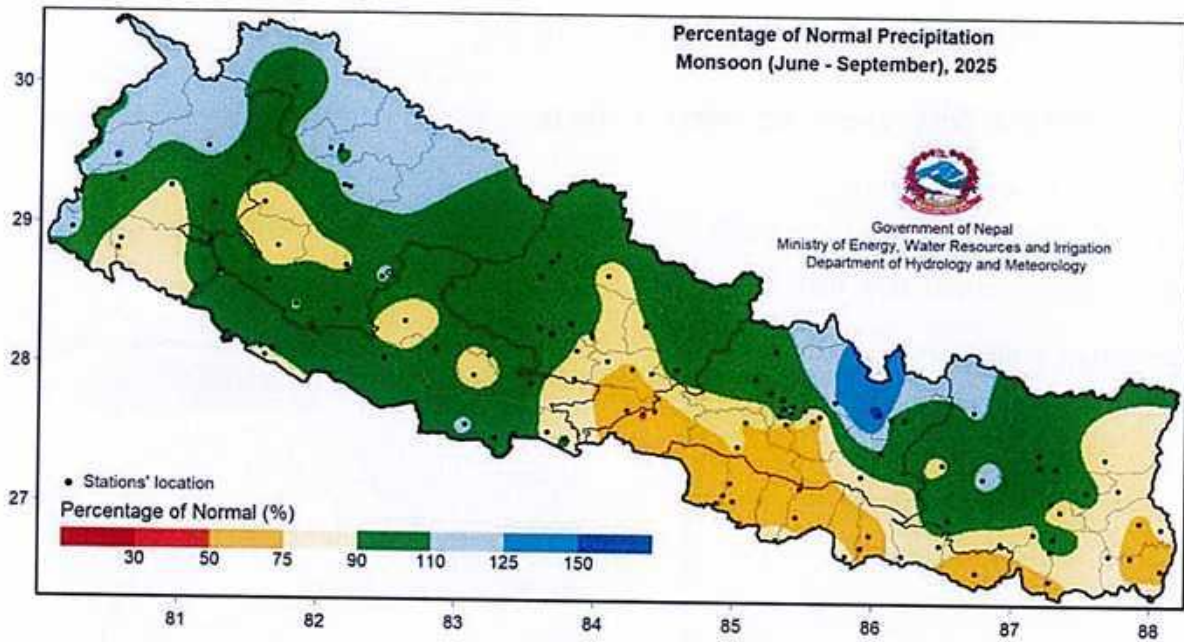 Percentage of Normal Precipitation
Monsoon (June - September), 2025
Government of Nepal
Ministry of Energy, Water Resources and Irrigation
Department of Hydrology and Meteorology
30
29
28
27
• Stations' location
Percentage of Normal (%)
30 50 75 90 110 125 150
81 82 83 84 85 86 87 88